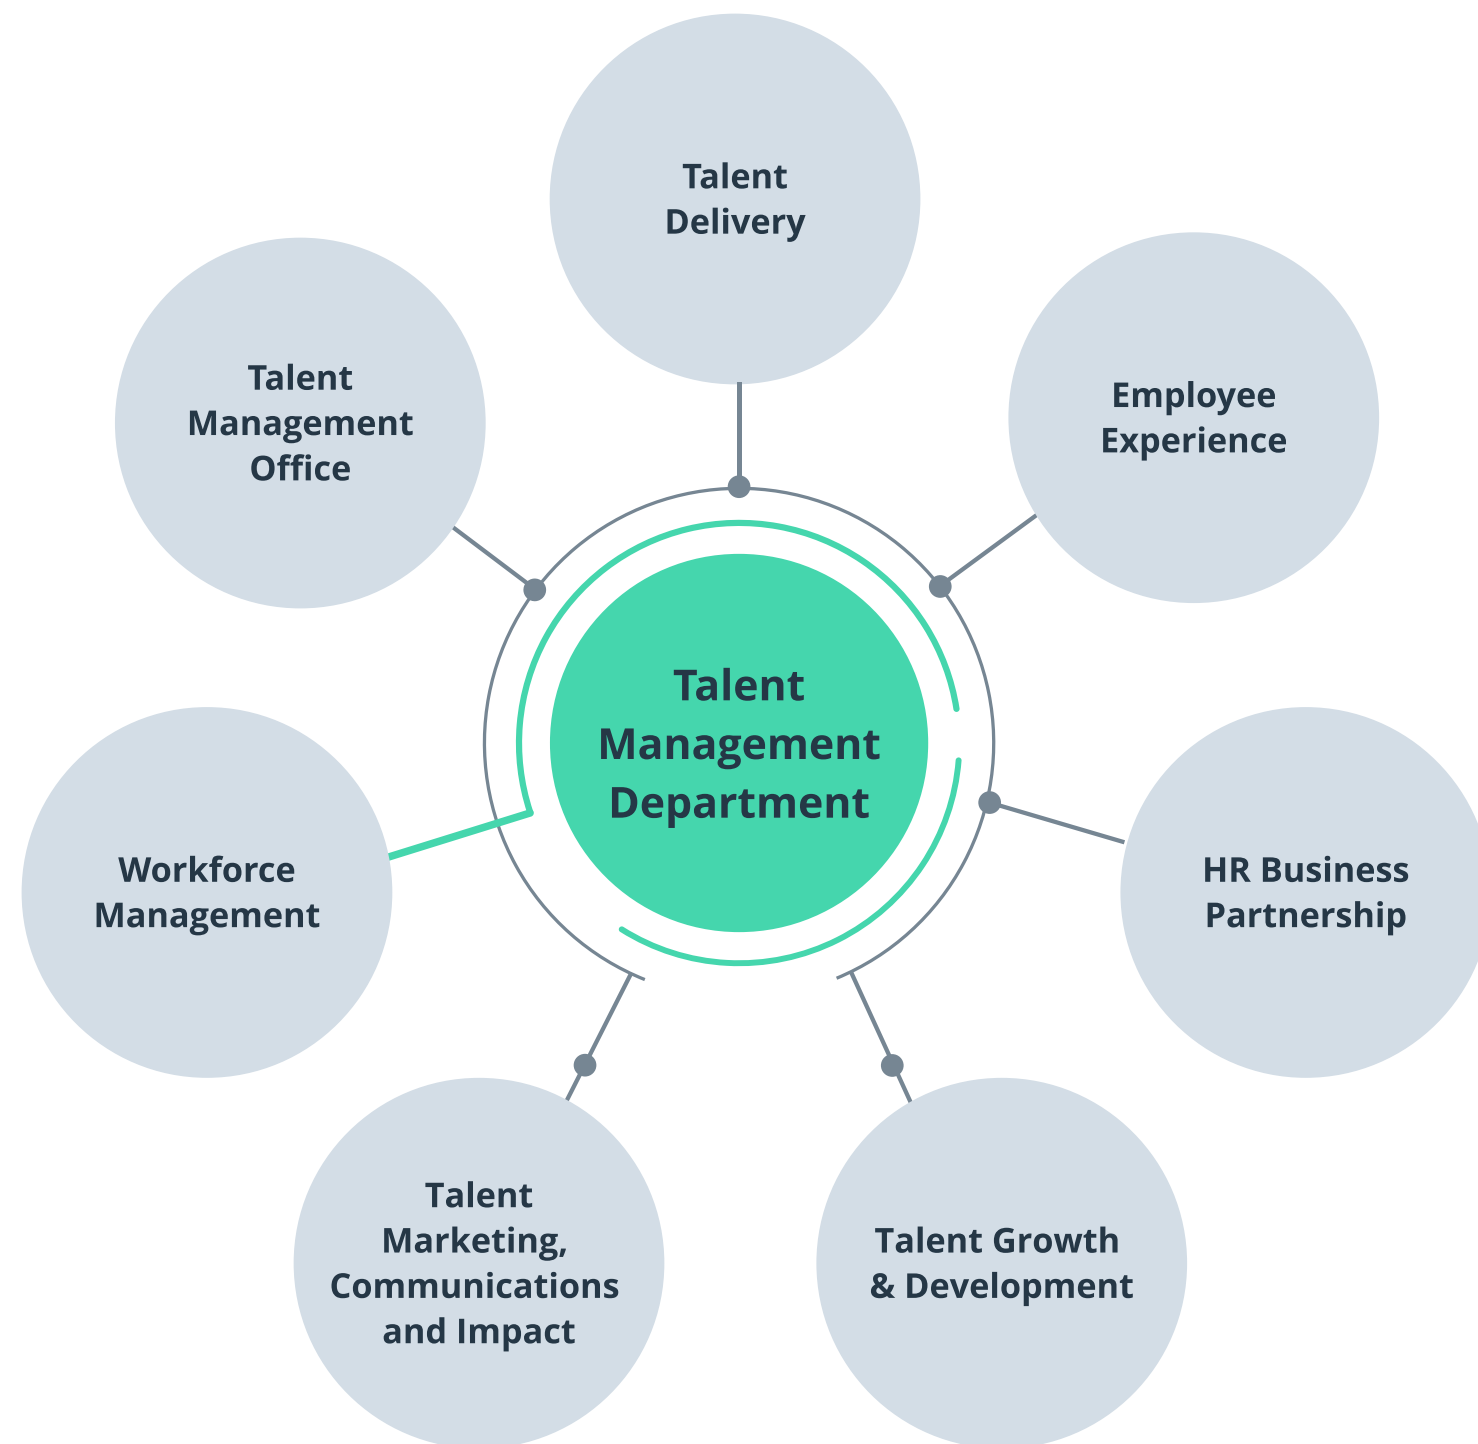 Talent
Delivery
Talent
Management
Office
Employee
Experience
Talent
Management
Department
Workforce
Management
HR Business
Partnership
Talent
Marketing,
Communications
and Impact
Talent Growth
& Development